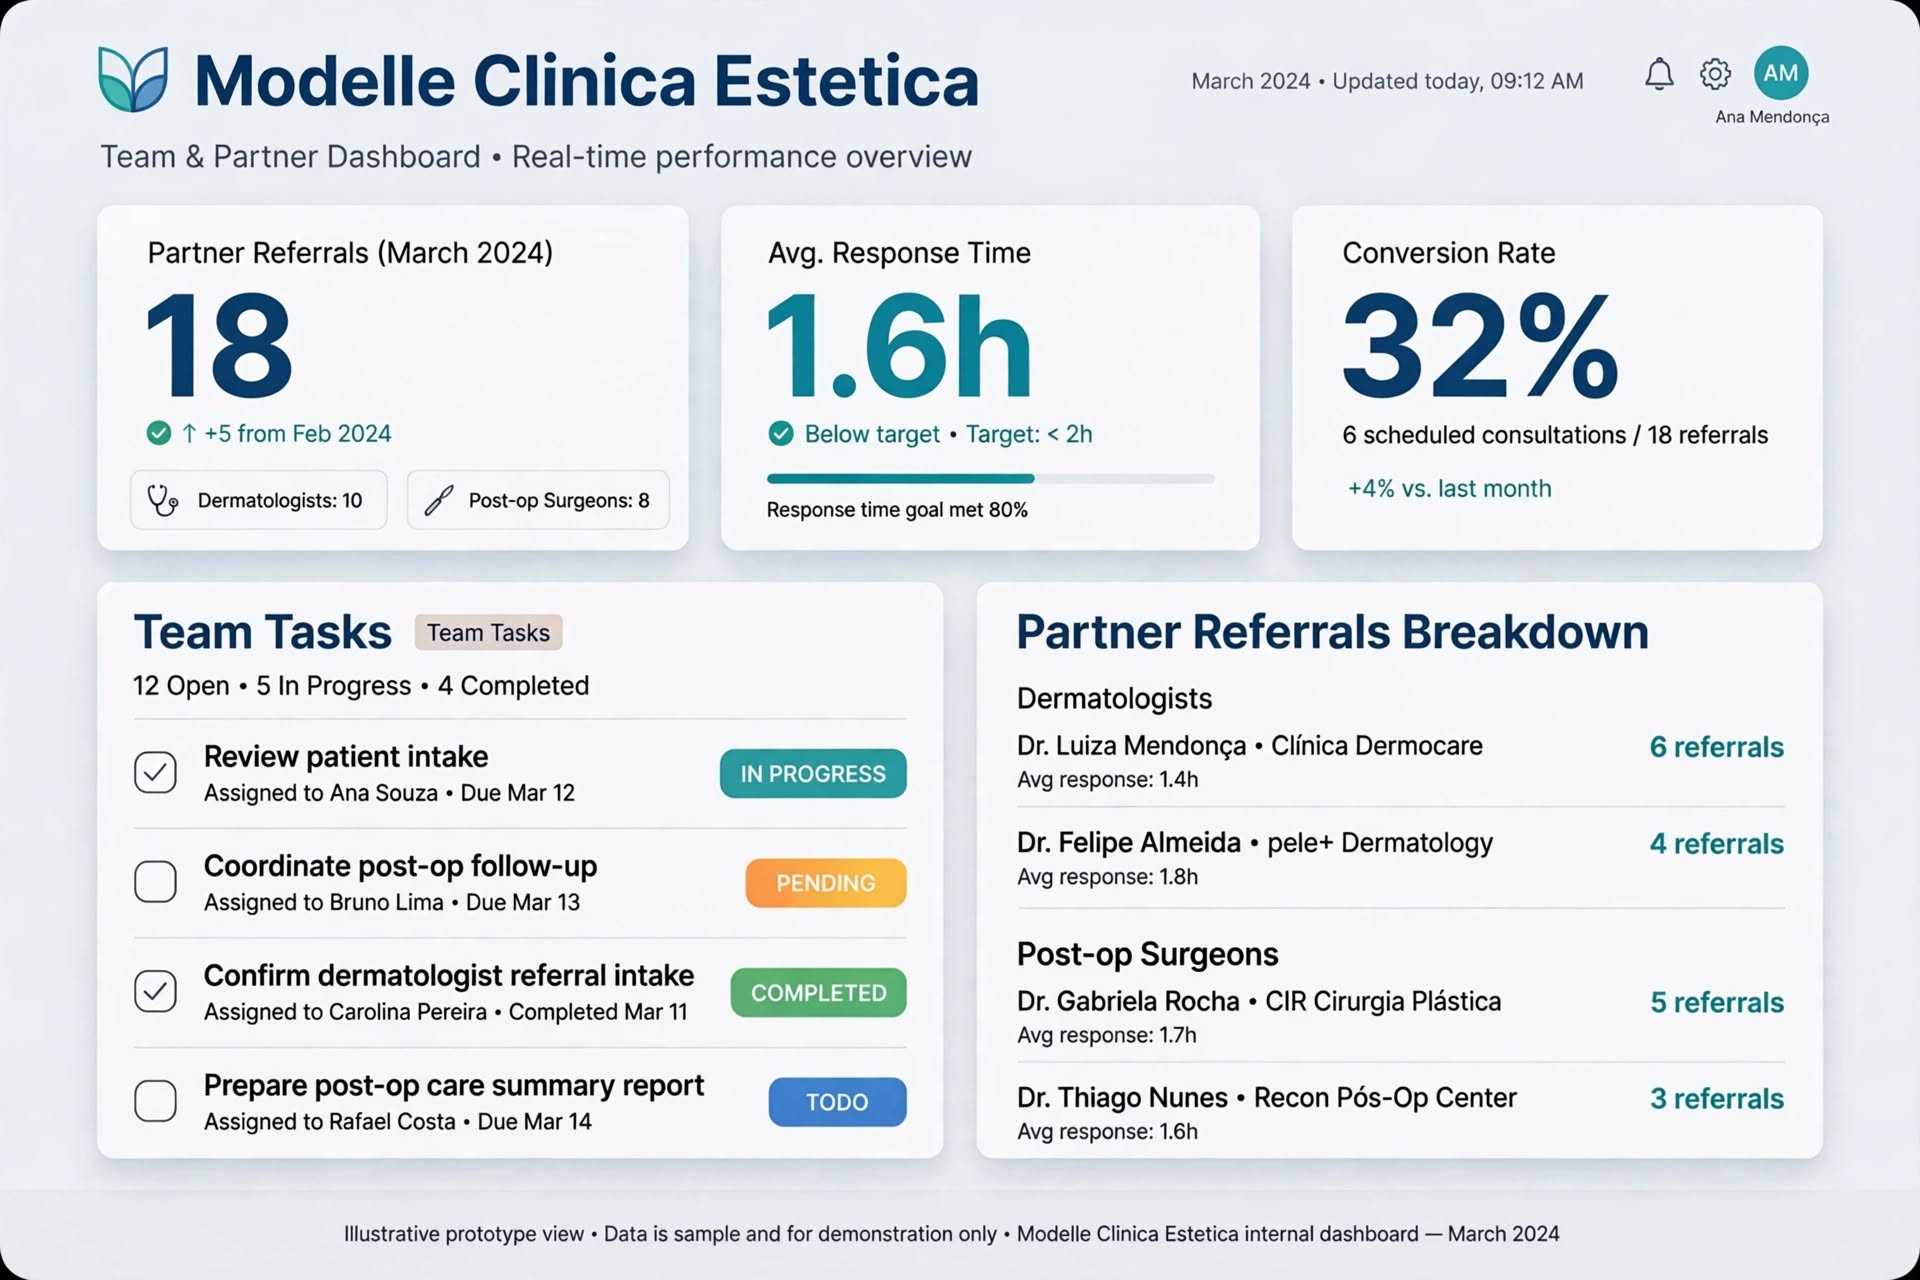 Modelle Clinica Estetica
March 2024 • Updated today, 09:12 AM
AM
Ana Mendonça
Team & Partner Dashboard • Real-time performance overview
Partner Referrals (March 2024)
18
↑ +5 from Feb 2024
Dermatologists: 10
Post-op Surgeons: 8
Avg. Response Time
1.6h
Below target • Target: < 2h
Response time goal met 80%
Conversion Rate
32%
6 scheduled consultations / 18 referrals
+4% vs. last month
Team Tasks
Team Tasks
12 Open • 5 In Progress • 4 Completed
Review patient intake
Assigned to Ana Souza • Due Mar 12
IN PROGRESS
Coordinate post-op follow-up
Assigned to Bruno Lima • Due Mar 13
PENDING
Confirm dermatologist referral intake
Assigned to Carolina Pereira • Completed Mar 11
COMPLETED
Prepare post-op care summary report
Assigned to Rafael Costa • Due Mar 14
TODO
Partner Referrals Breakdown
Dermatologists
Dr. Luiza Mendonça • Clínica Dermocare
6 referrals
Avg response: 1.4h
Dr. Felipe Almeida • pele+ Dermatology
4 referrals
Avg response: 1.8h
Post-op Surgeons
Dr. Gabriela Rocha • CIR Cirurgia Plástica
5 referrals
Avg response: 1.7h
Dr. Thiago Nunes • Recon Pós-Op Center
3 referrals
Avg response: 1.6h
Illustrative prototype view • Data is sample and for demonstration only • Modelle Clinica Estetica internal dashboard — March 2024